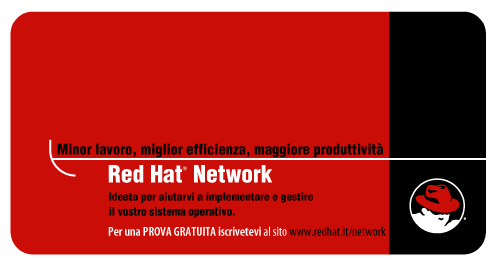 Minor lavoro, miglior efficienza, maggiore produttività
Red Hat® Network
Ideata per aiutarvi a implementare e gestire
il vostro sistema operativo.
Per una PROVA GRATUITA iscrivetevi al sito www.redhat.it/network